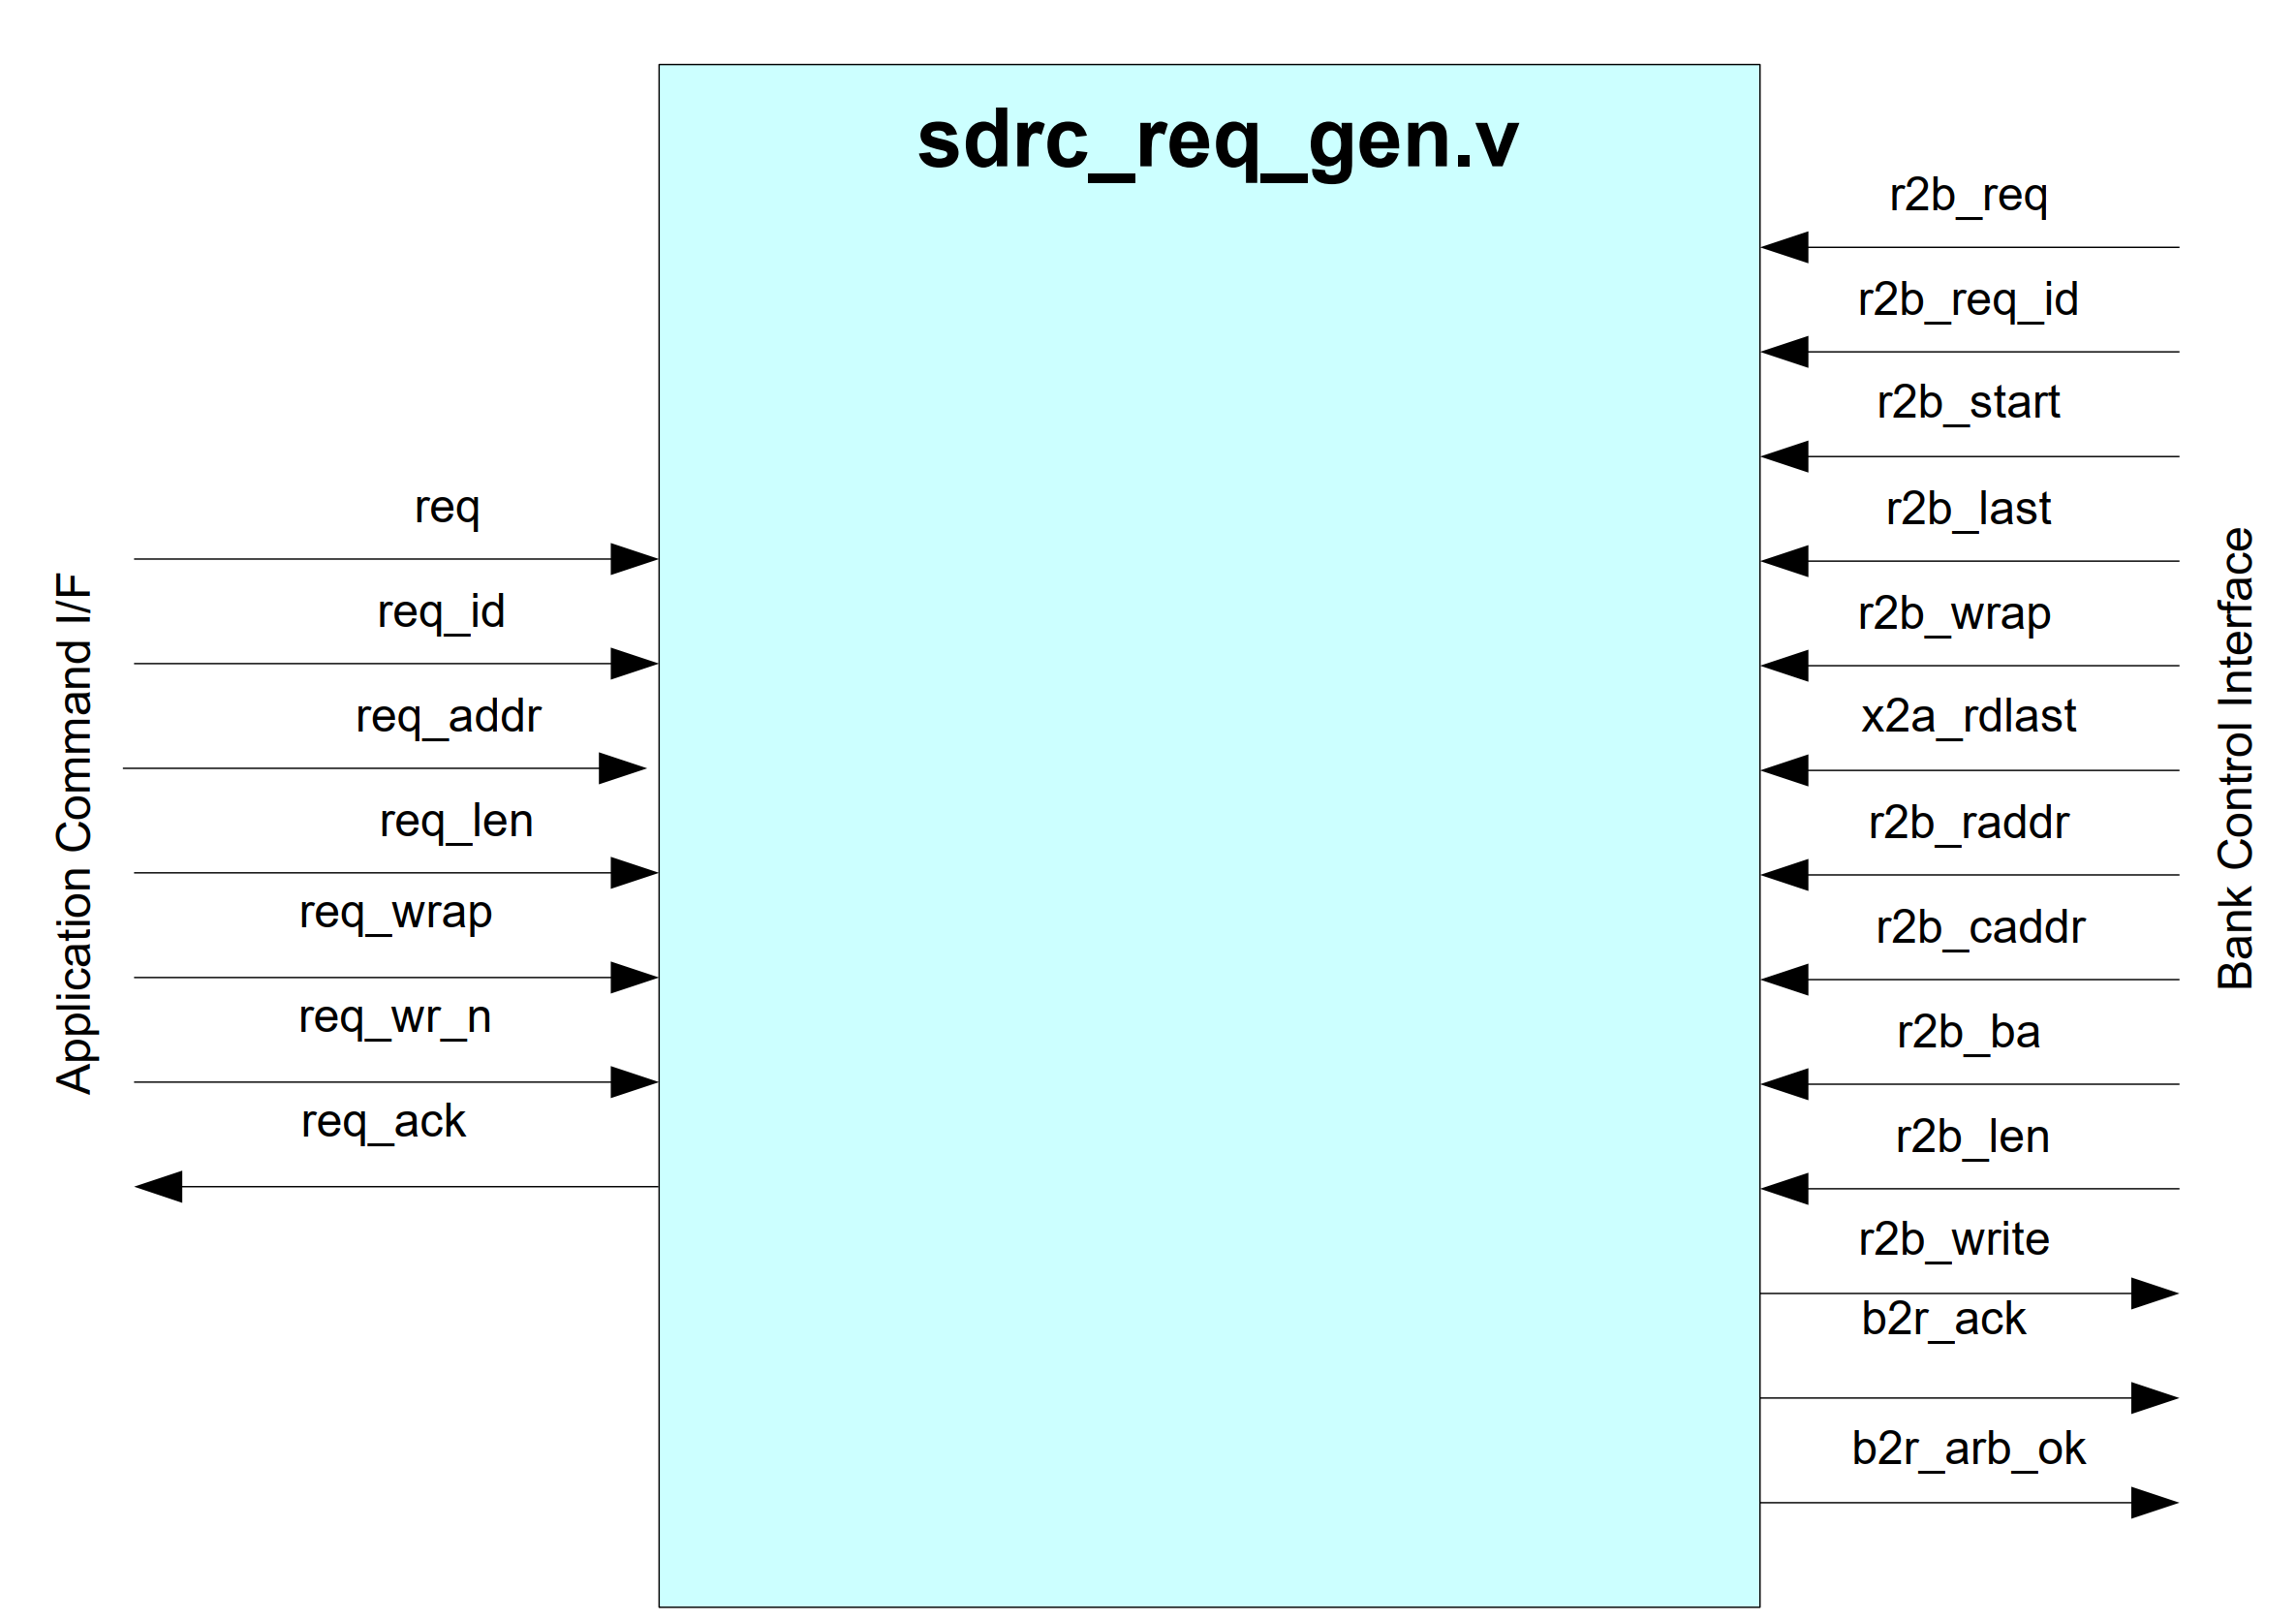 sdrc_req_gen.v
Application Command I/F
req
req_id
req_addr
req_len
req_wrap
req_wr_n
req_ack
r2b_req
r2b_req_id
r2b_start
r2b_last
r2b_wrap
x2a_rdlast
r2b_raddr
r2b_caddr
r2b_ba
r2b_len
r2b_write
b2r_ack
b2r_arb_ok
Bank Control Interface